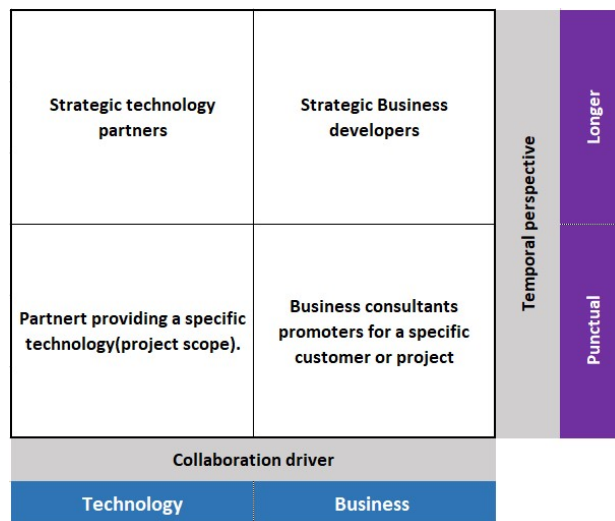 Strategic technology
partners
Strategic Business
developers
Longer
Temporal perspective
Partnert providing a specific
technology(project scope).
Business consultants
promoters for a specific
customer or project
Punctual
Collaboration driver
Technology
Business